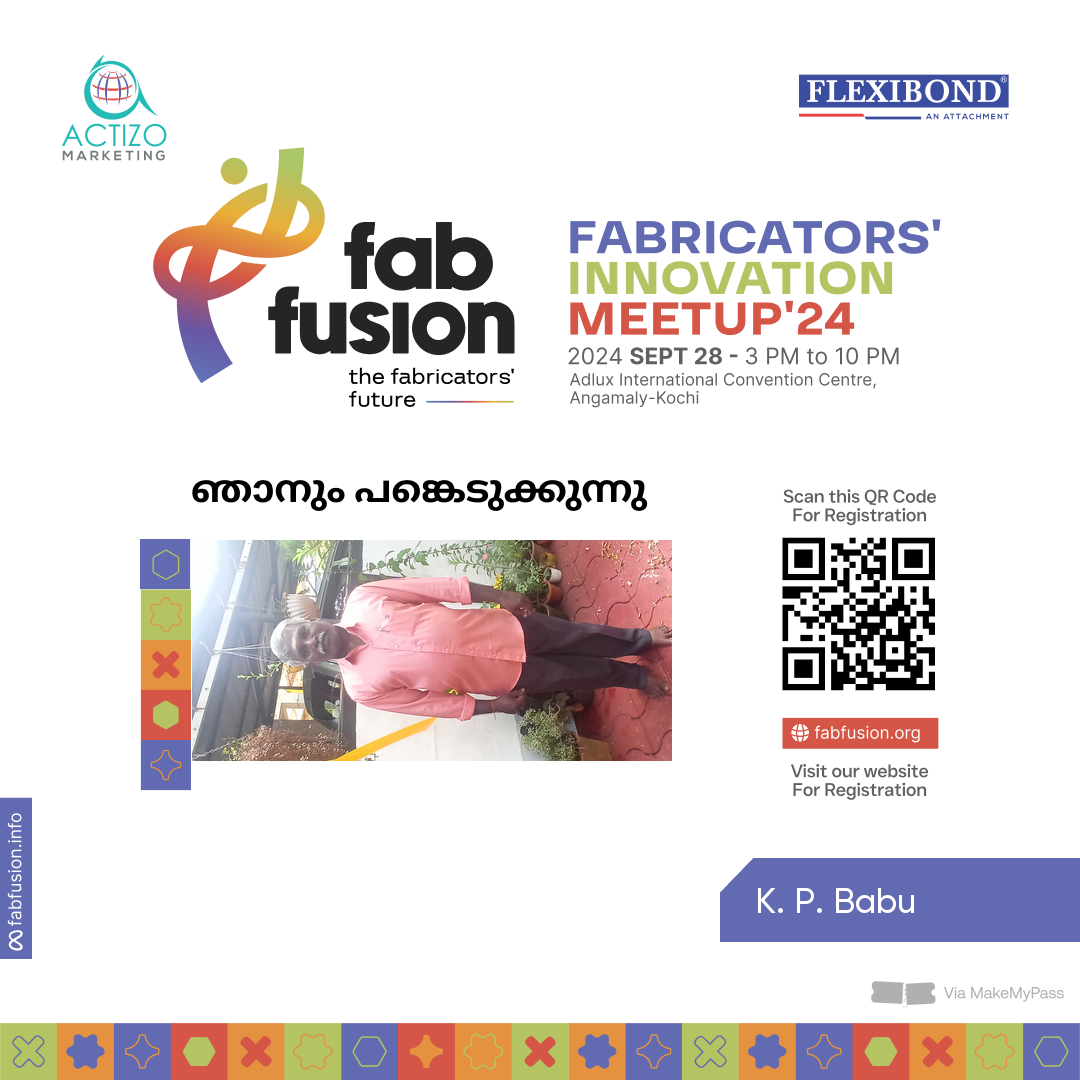 ACTIZO
MARKETING
FLEXIBOND®
AN ATTACHMENT
fab
fusion
the fabricators'
future
FABRICATORS'
INNOVATION
MEETUP'24
2024 SEPT 28 - 3 PM to 10 PM
Adlux International Convention Centre,
Angamaly-Kochi
ഞാനും പങ്കെടുക്കുന്നു
Scan this QR Code
For Registration
fabfusion.org
Visit our website
For Registration
fabfusion.info
K. P. Babu
Via MakeMyPass